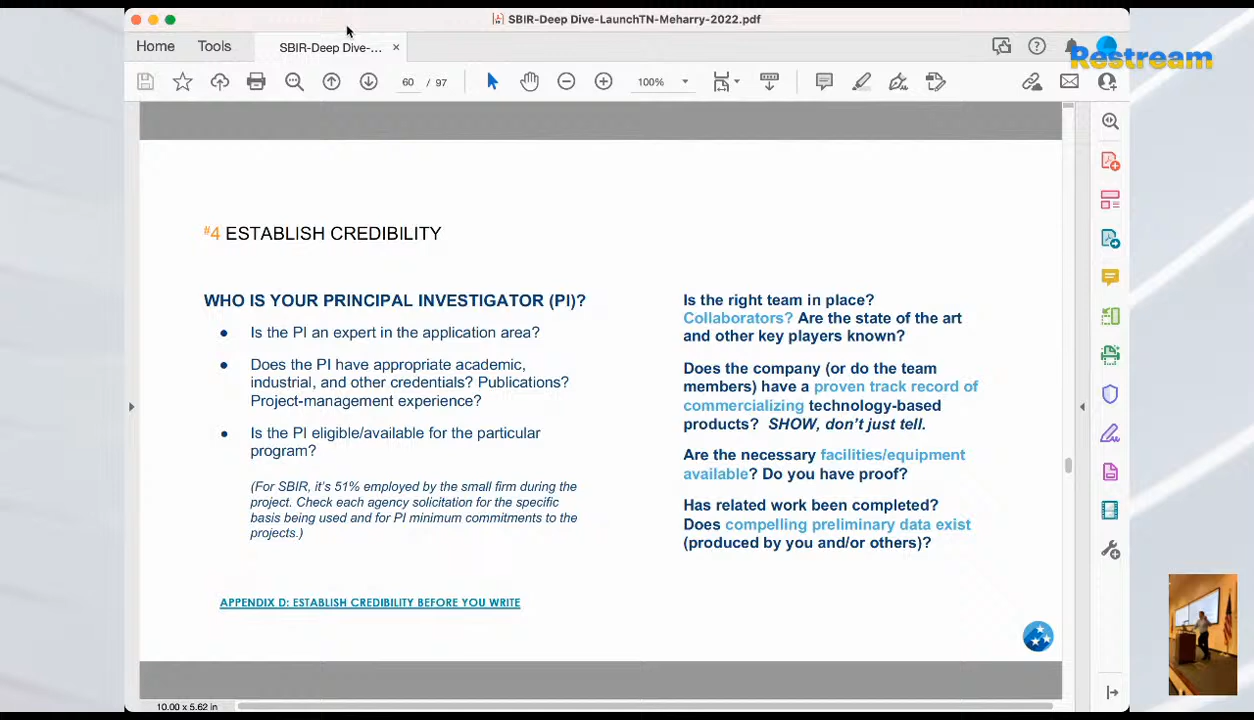 SBIR-Deep Dive-LaunchTN-Meharry-2022.pdf
Home Tools SBIR-Deep Dive-... ×
Restream
60 / 97 100%
#4 ESTABLISH CREDIBILITY
WHO IS YOUR PRINCIPAL INVESTIGATOR (PI)?
● Is the PI an expert in the application area?
● Does the PI have appropriate academic,
industrial, and other credentials? Publications?
Project-management experience?
● Is the PI eligible/available for the particular
program?
(For SBIR, it's 51% employed by the small firm during the
project. Check each agency solicitation for the specific
basis being used and for PI minimum commitments to the
projects.)
APPENDIX D: ESTABLISH CREDIBILITY BEFORE YOU WRITE
Is the right team in place?
Collaborators? Are the state of the art
and other key players known?
Does the company (or do the team
members) have a proven track record of
commercializing technology-based
products? SHOW, don't just tell.
Are the necessary facilities/equipment
available? Do you have proof?
Has related work been completed?
Does compelling preliminary data exist
(produced by you and/or others)?
10.00 x 5.62 in